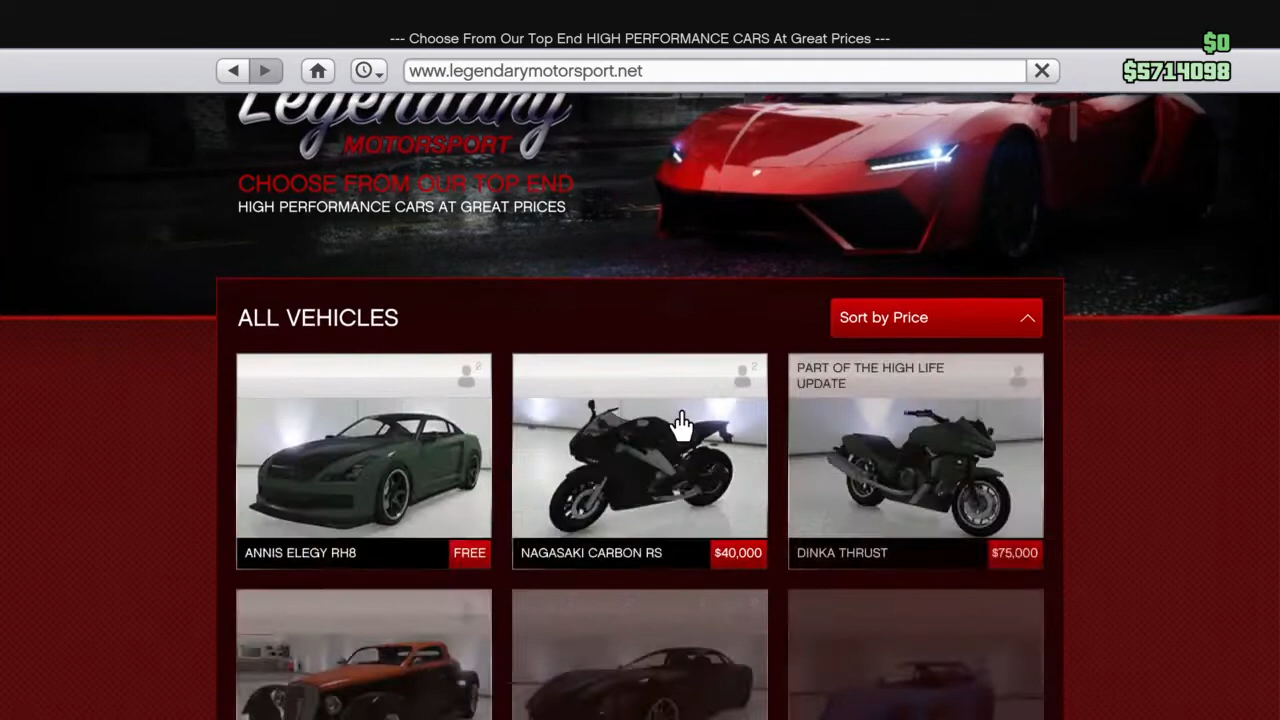 --- Choose From Our Top End HIGH PERFORMANCE CARS At Great Prices ---
$0
www.legendarymotorsport.net
$5714098
Legendary
MOTORSPORT
CHOOSE FROM OUR TOP END
HIGH PERFORMANCE CARS AT GREAT PRICES
ALL VEHICLES
Sort by Price
2
2
PART OF THE HIGH LIFE
UPDATE
ANNIS ELEGY RH8
FREE
NAGASAKI CARBON RS
$40,000
DINKA THRUST
$75,000